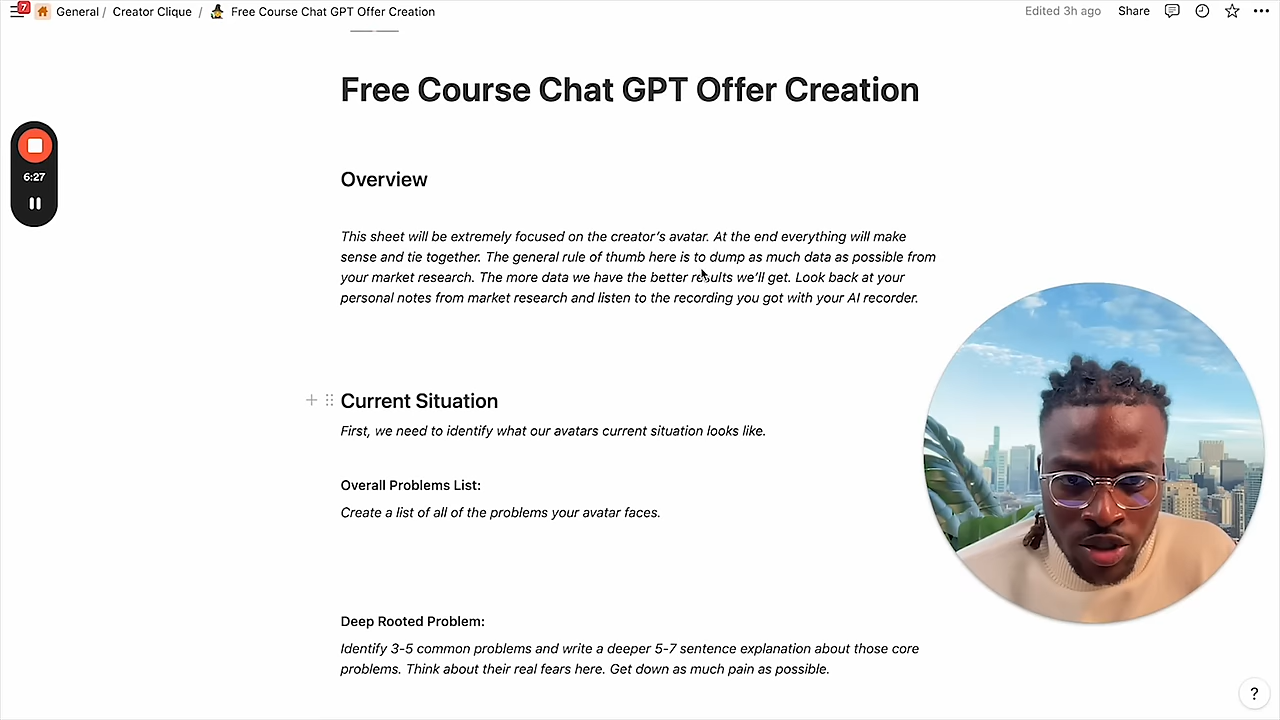 7
General / Creator Clique / Free Course Chat GPT Offer Creation
Edited 3h ago Share
Free Course Chat GPT Offer Creation
6:27
Overview
This sheet will be extremely focused on the creator's avatar. At the end everything will make
sense and tie together. The general rule of thumb here is to dump as much data as possible from
your market research. The more data we have the better results we'll get. Look back at your
personal notes from market research and listen to the recording you got with your AI recorder.
Current Situation
First, we need to identify what our avatars current situation looks like.
Overall Problems List:
Create a list of all of the problems your avatar faces.
Deep Rooted Problem:
Identify 3-5 common problems and write a deeper 5-7 sentence explanation about those core
problems. Think about their real fears here. Get down as much pain as possible.
?